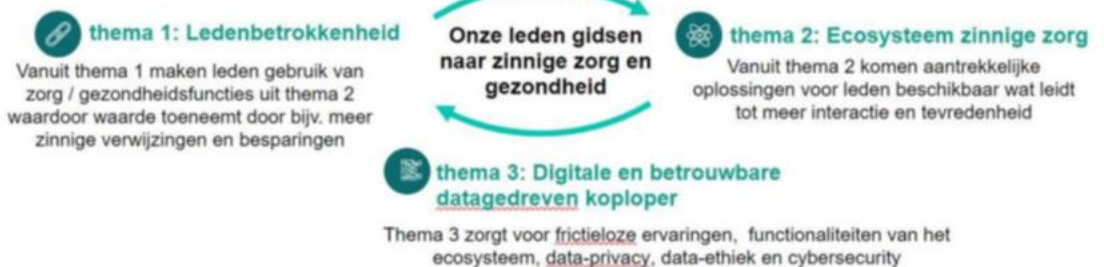 thema 1: Ledenbetrokkenheid
Vanuit thema 1 maken leden gebruik van
zorg / gezondheidsfuncties uit thema 2
waardoor waarde toeneemt door bijv. meer
zinnige verwijzingen en besparingen
Onze leden gidsen
naar zinnige zorg en
gezondheid
thema 2: Ecosysteem zinnige zorg
Vanuit thema 2 komen aantrekkelijke
oplossingen voor leden beschikbaar wat leidt
tot meer interactie en tevredenheid
thema 3: Digitale en betrouwbare
datagedreven koploper
Thema 3 zorgt voor frictieloze ervaringen, functionaliteiten van het
ecosysteem, data-privacy, data-ethiek en cybersecurity